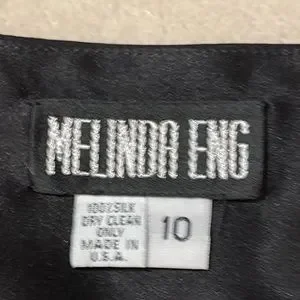 MELINDA ENG
100% SILK
DRY CLEAN
ONLY
MADE IN
U.S.A.
10